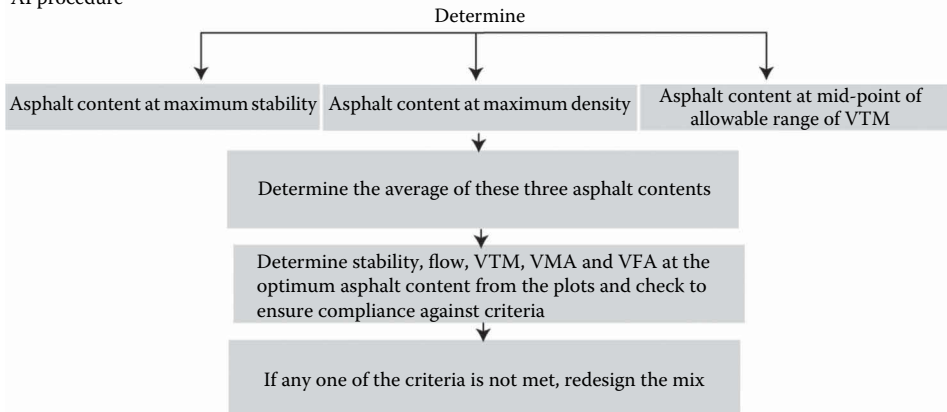 AI procedure
Determine
Asphalt content at maximum stability
Asphalt content at maximum density
Asphalt content at mid-point of
allowable range of VTM
Determine the average of these three asphalt contents
Determine stability, flow, VTM, VMA and VFA at the
optimum asphalt content from the plots and check to
ensure compliance against criteria
If any one of the criteria is not met, redesign the mix